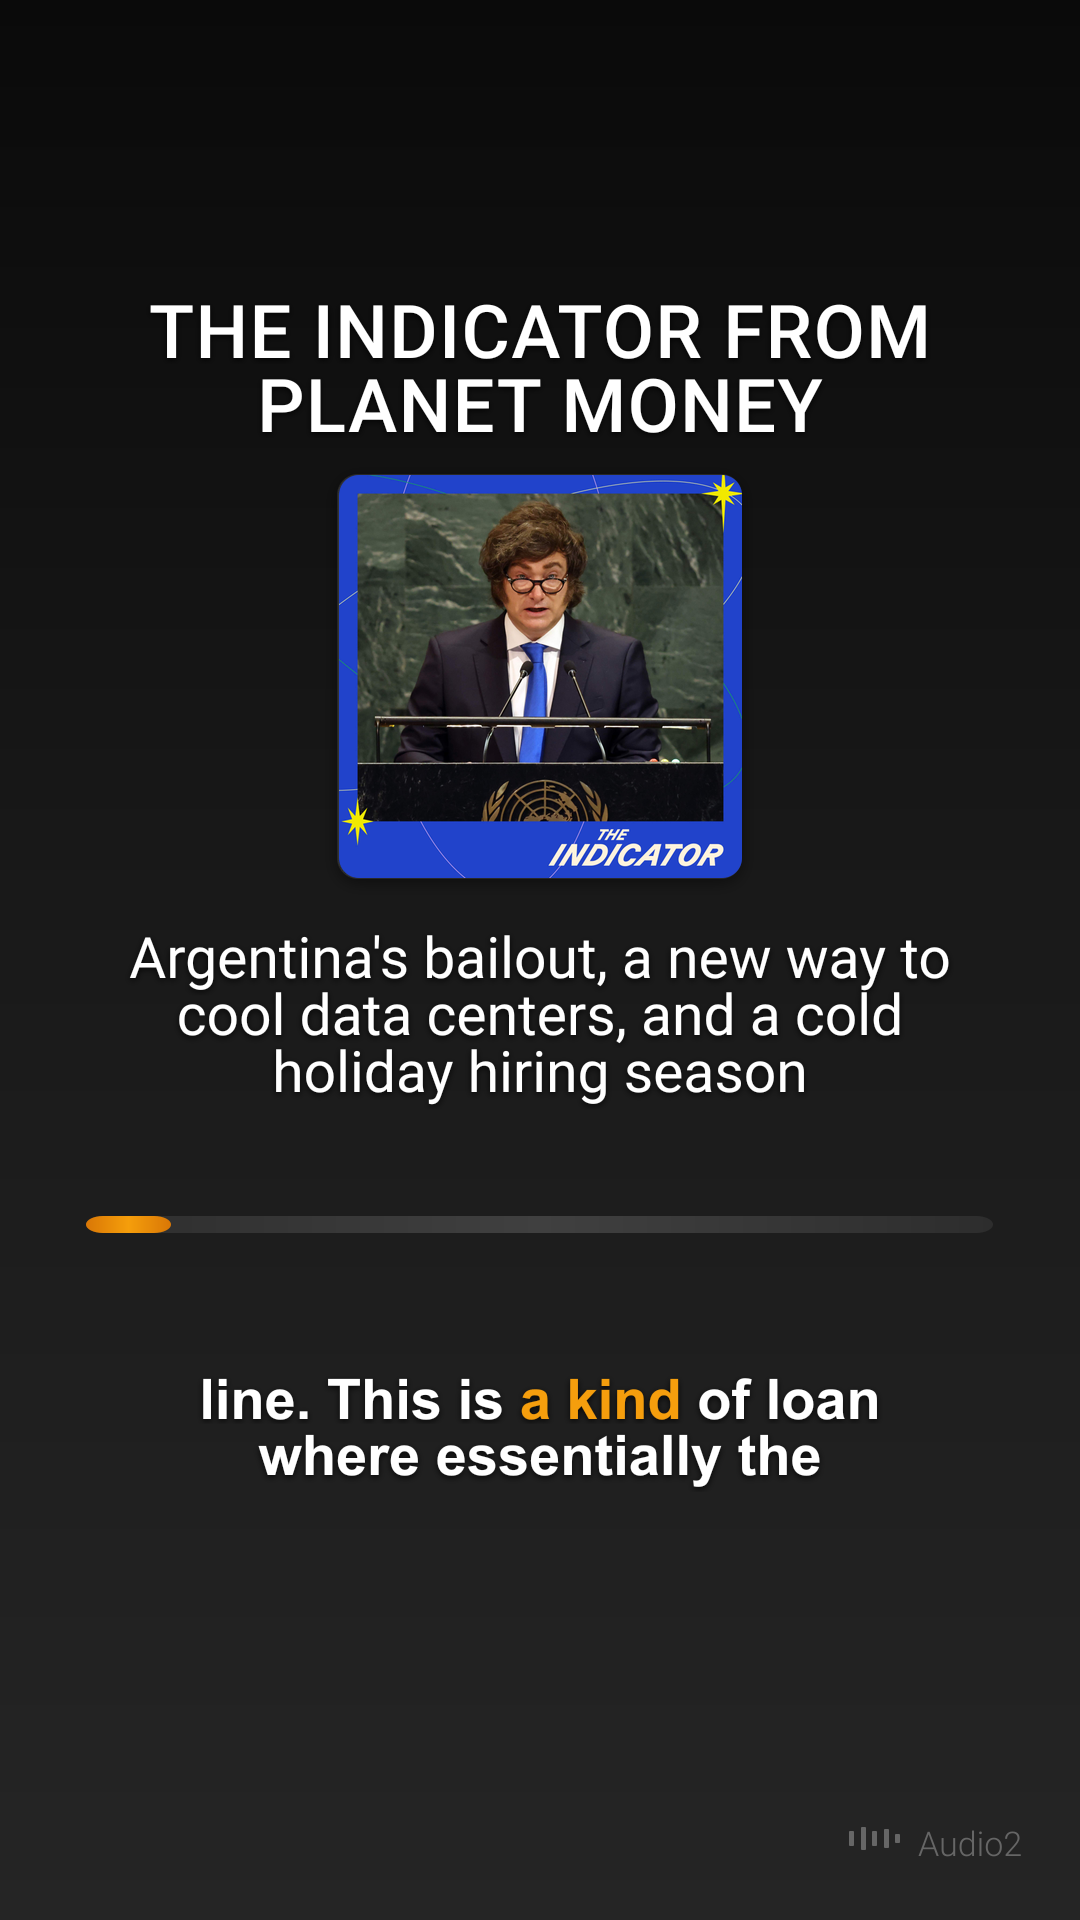 THE INDICATOR FROM
PLANET MONEY
THE
INDICATOR
Argentina's bailout, a new way to
cool data centers, and a cold
holiday hiring season
line. This is a kind of loan
where essentially the
Audio2